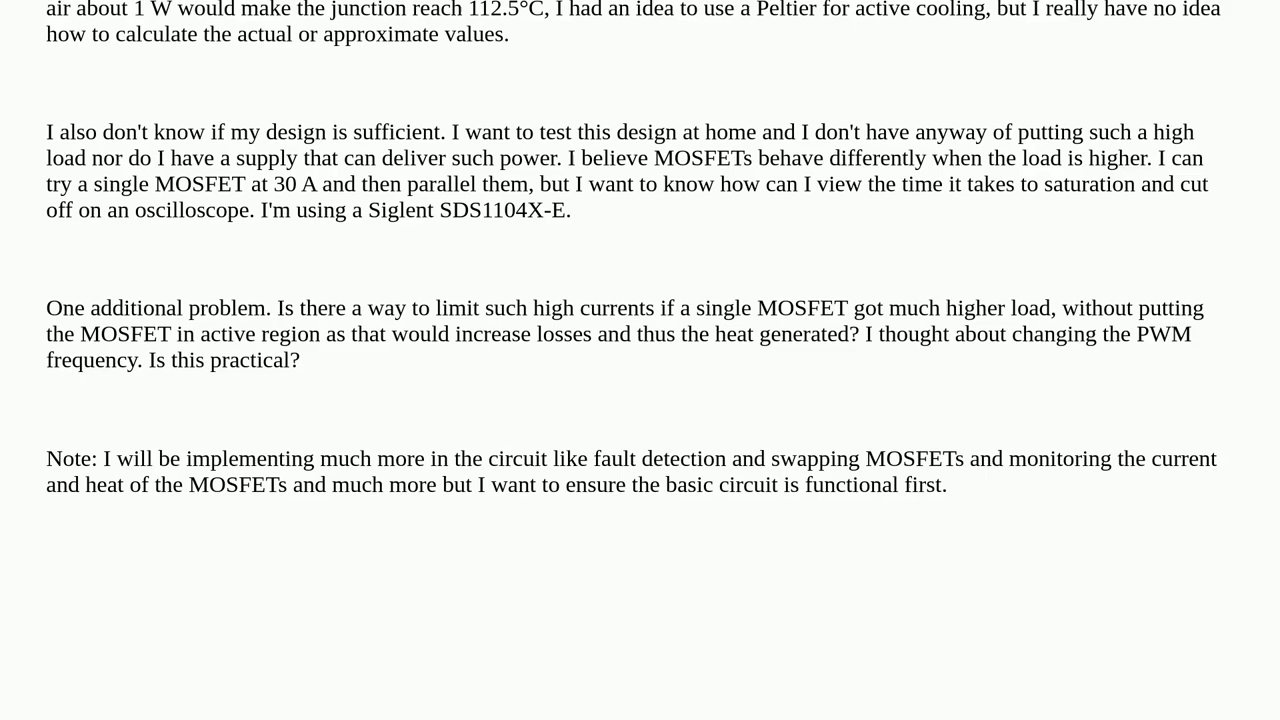 air about 1 W would make the junction reach 112.5°C, I had an idea to use a Peltier for active cooling, but I really have no idea
how to calculate the actual or approximate values.
I also don't know if my design is sufficient. I want to test this design at home and I don't have anyway of putting such a high
load nor do I have a supply that can deliver such power. I believe MOSFETs behave differently when the load is higher. I can
try a single MOSFET at 30 A and then parallel them, but I want to know how can I view the time it takes to saturation and cut
off on an oscilloscope. I'm using a Siglent SDS1104X-E.
One additional problem. Is there a way to limit such high currents if a single MOSFET got much higher load, without putting
the MOSFET in active region as that would increase losses and thus the heat generated? I thought about changing the PWM
frequency. Is this practical?
Note: I will be implementing much more in the circuit like fault detection and swapping MOSFETs and monitoring the current
and heat of the MOSFETs and much more but I want to ensure the basic circuit is functional first.